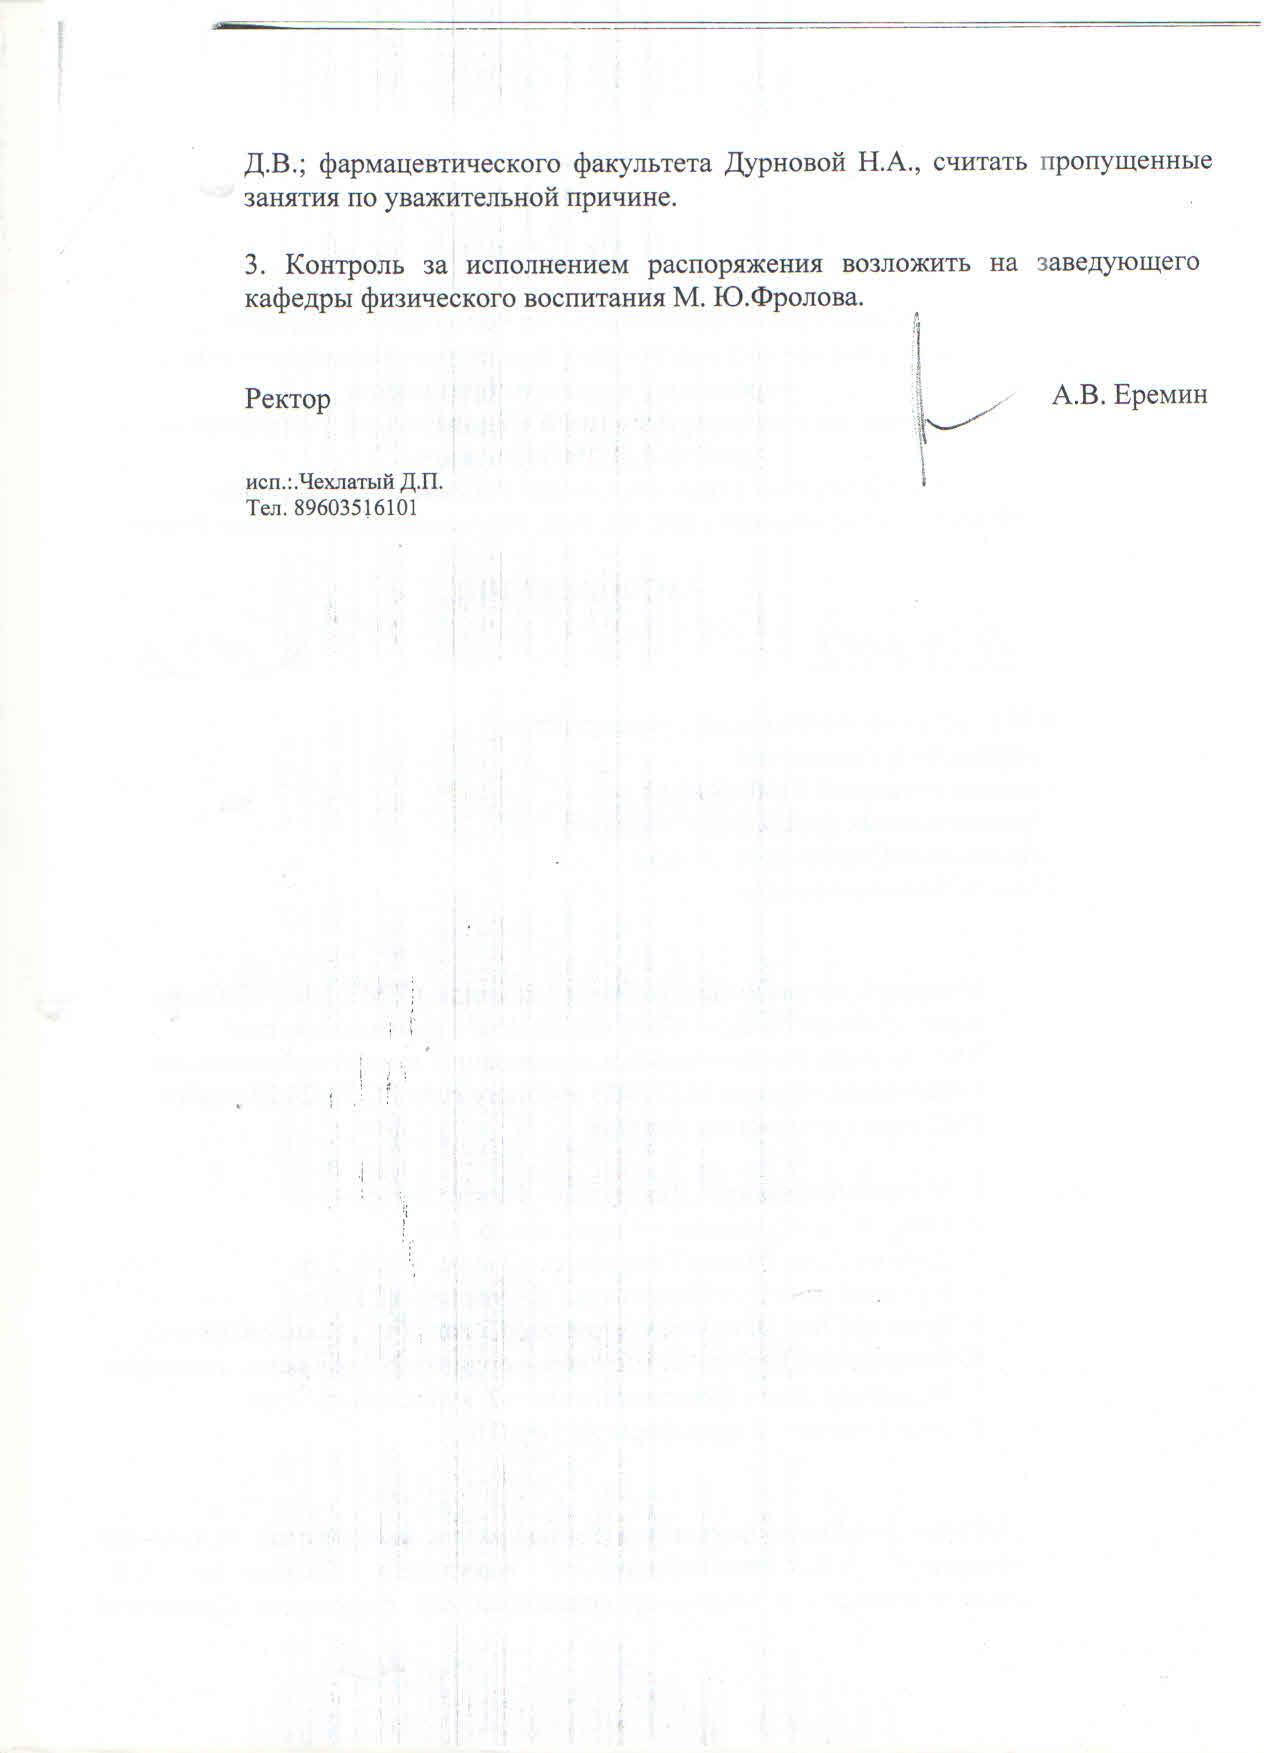 Д.В.; фармацевтического факультета Дурновой Н.А., считать пропущенные
занятия по уважительной причине.
3. Контроль за исполнением распоряжения возложить на заведующего
кафедры физического воспитания М. Ю.Фролова.
Ректор А.В. Еремин
исп.:.Чехлатый Д.П.
Тел. 89603516101